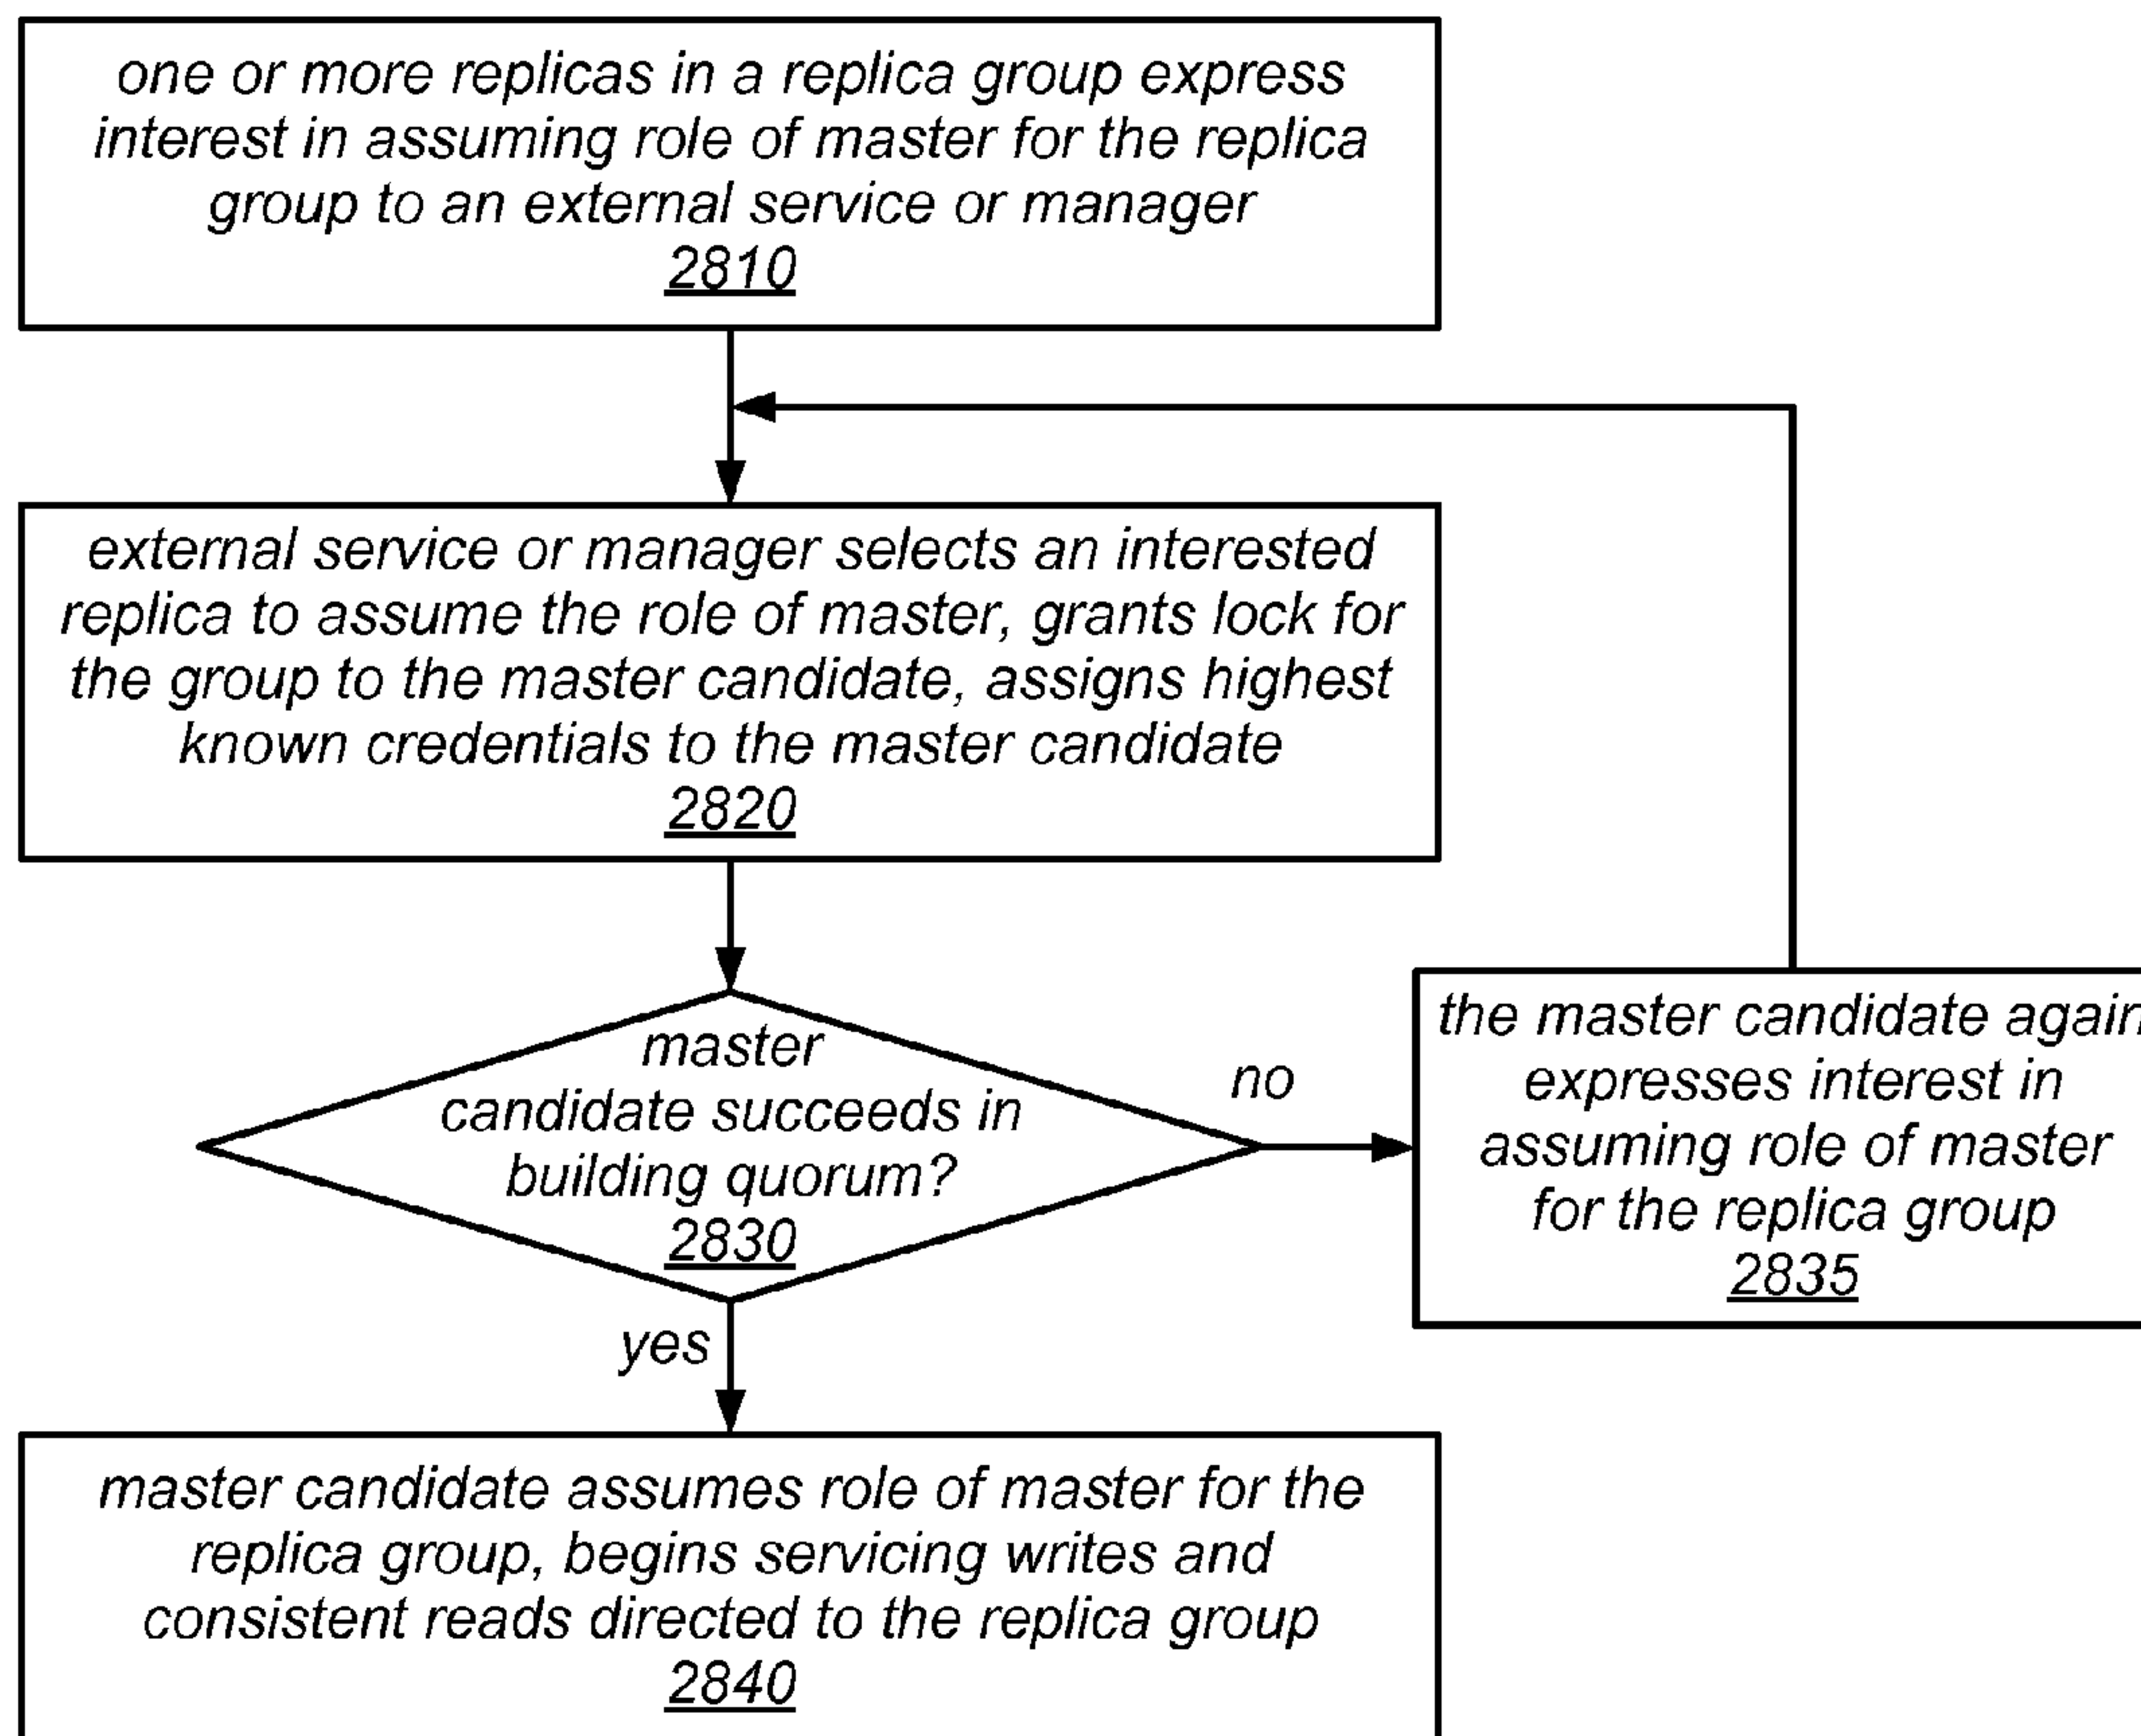 one or more replicas in a replica group express
interest in assuming role of master for the replica
group to an external service or manager
2810
external service or manager selects an interested
replica to assume the role of master, grants lock for
the group to the master candidate, assigns highest
known credentials to the master candidate
2820
master
candidate succeeds in
building quorum?
2830
no
the master candidate again
expresses interest in
assuming role of master
for the replica group
2835
yes
master candidate assumes role of master for the
replica group, begins servicing writes and
consistent reads directed to the replica group
2840